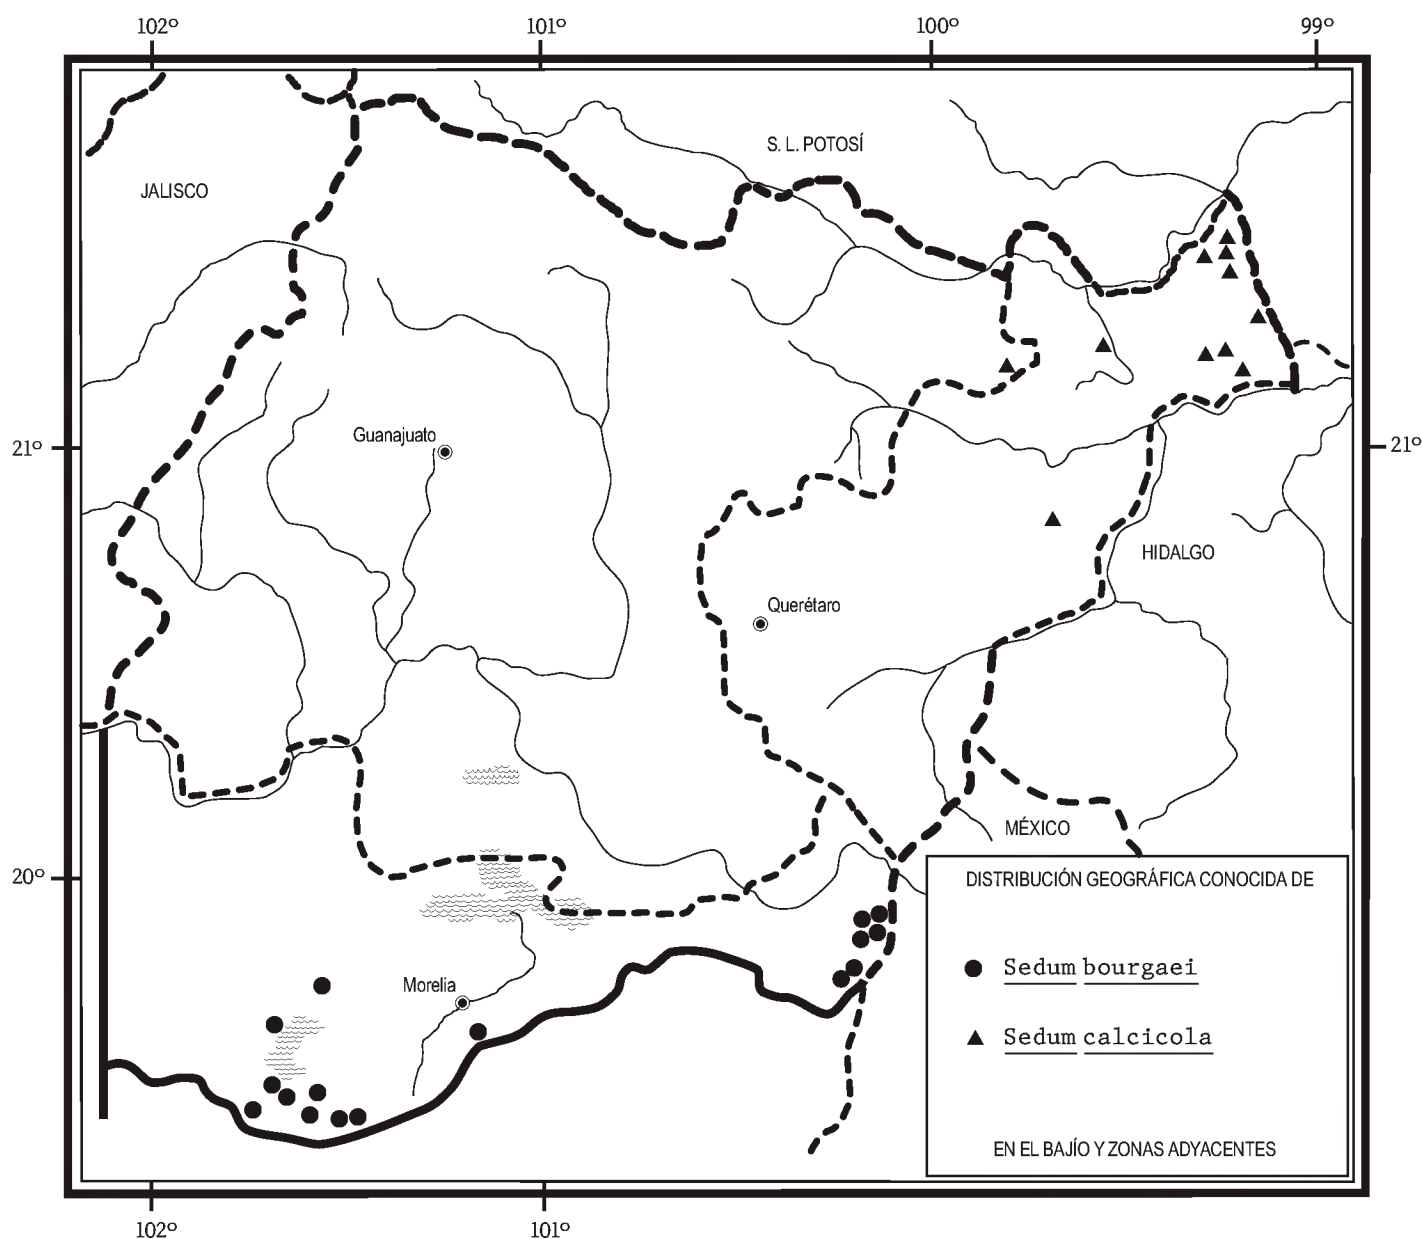 102° 101° 100° 99°
S. L. POTOSÍ
JALISCO
Guanajuato
21° 21°
HIDALGO
Querétaro
MÉXICO
20°
DISTRIBUCIÓN GEOGRÁFICA CONOCIDA DE
Sedum bourgaei
Morelia
Sedum calcicola
EN EL BAJÍO Y ZONAS ADYACENTES
102° 101°